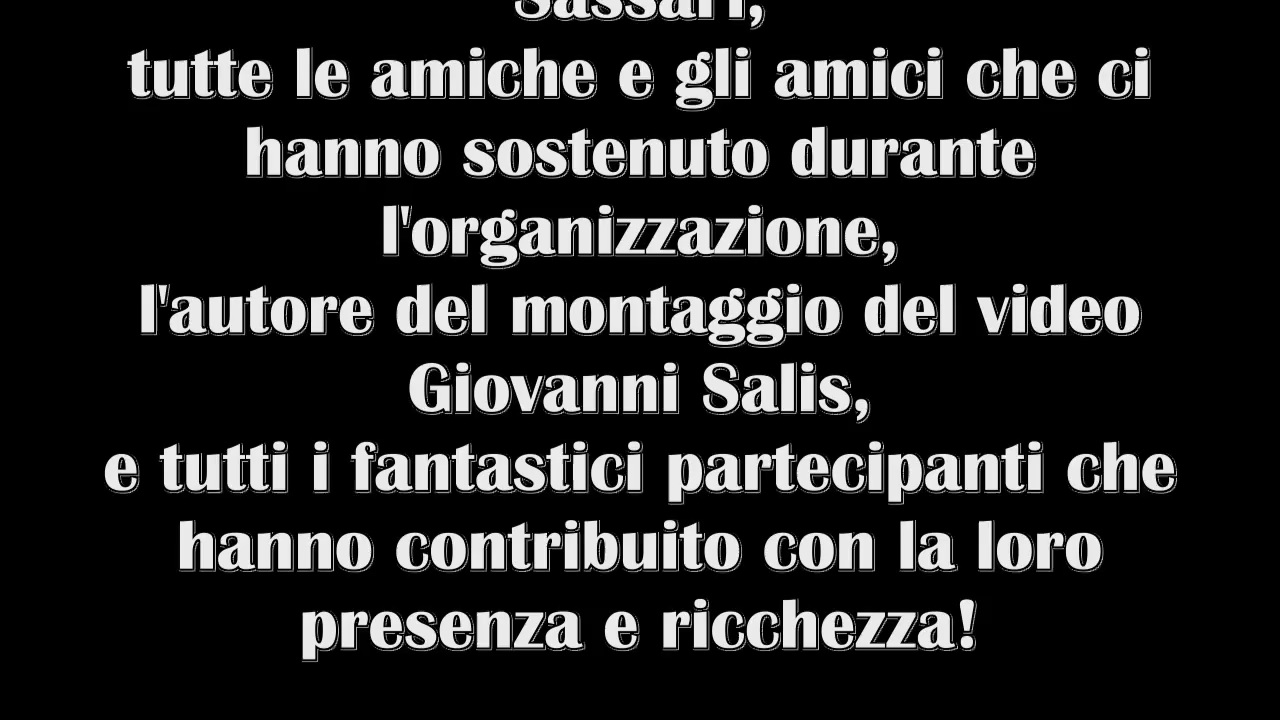 Sassari,
tutte le amiche e gli amici che ci
hanno sostenuto durante
l'organizzazione,
l'autore del montaggio del video
Giovanni Salis,
e tutti i fantastici partecipanti che
hanno contribuito con la loro
presenza e ricchezza!